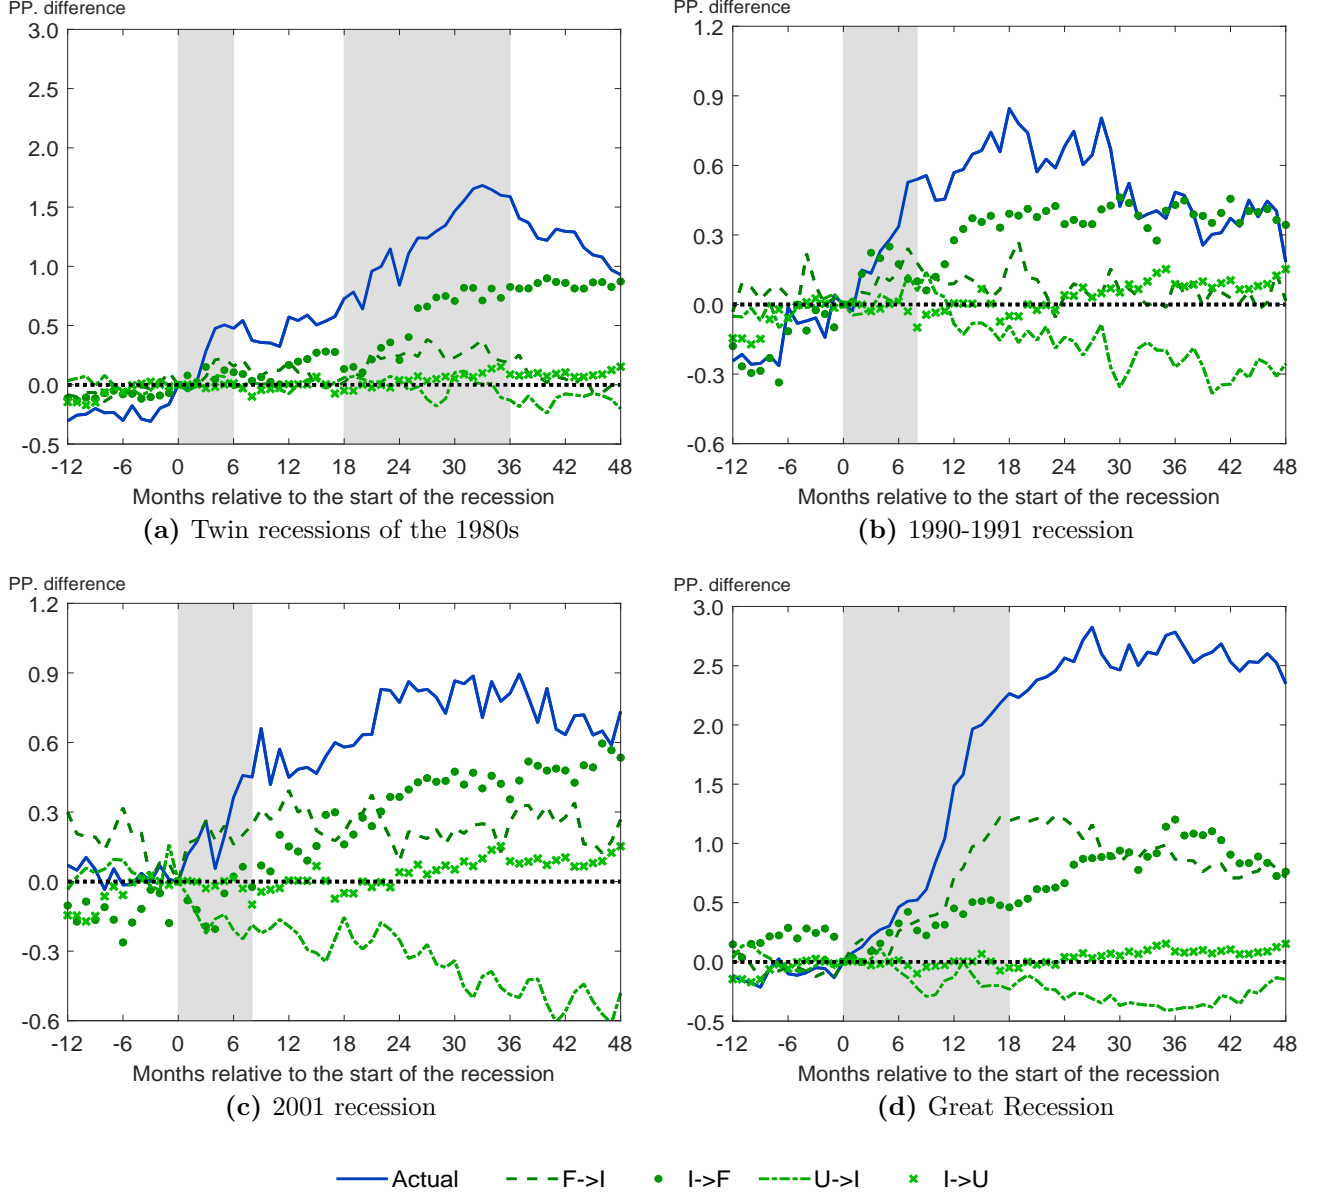 PP. difference
3.0
2.5
2.0
1.5
1.0
0.5
0.0
-0.5
-12 -6 0 6 12 18 24 30 36 42 48
Months relative to the start of the recession
(a) Twin recessions of the 1980s
PP. difference
1.2
0.9
0.6
0.3
0.0
-0.3
-0.6
-12 -6 0 6 12 18 24 30 36 42 48
Months relative to the start of the recession
(b) 1990-1991 recession
PP. difference
1.2
0.9
0.6
0.3
0.0
-0.3
-0.6
-12 -6 0 6 12 18 24 30 36 42 48
Months relative to the start of the recession
(c) 2001 recession
PP. difference
3.0
2.5
2.0
1.5
1.0
0.5
0.0
-0.5
-12 -6 0 6 12 18 24 30 36 42 48
Months relative to the start of the recession
(d) Great Recession
Actual F->I I->F U->I I->U